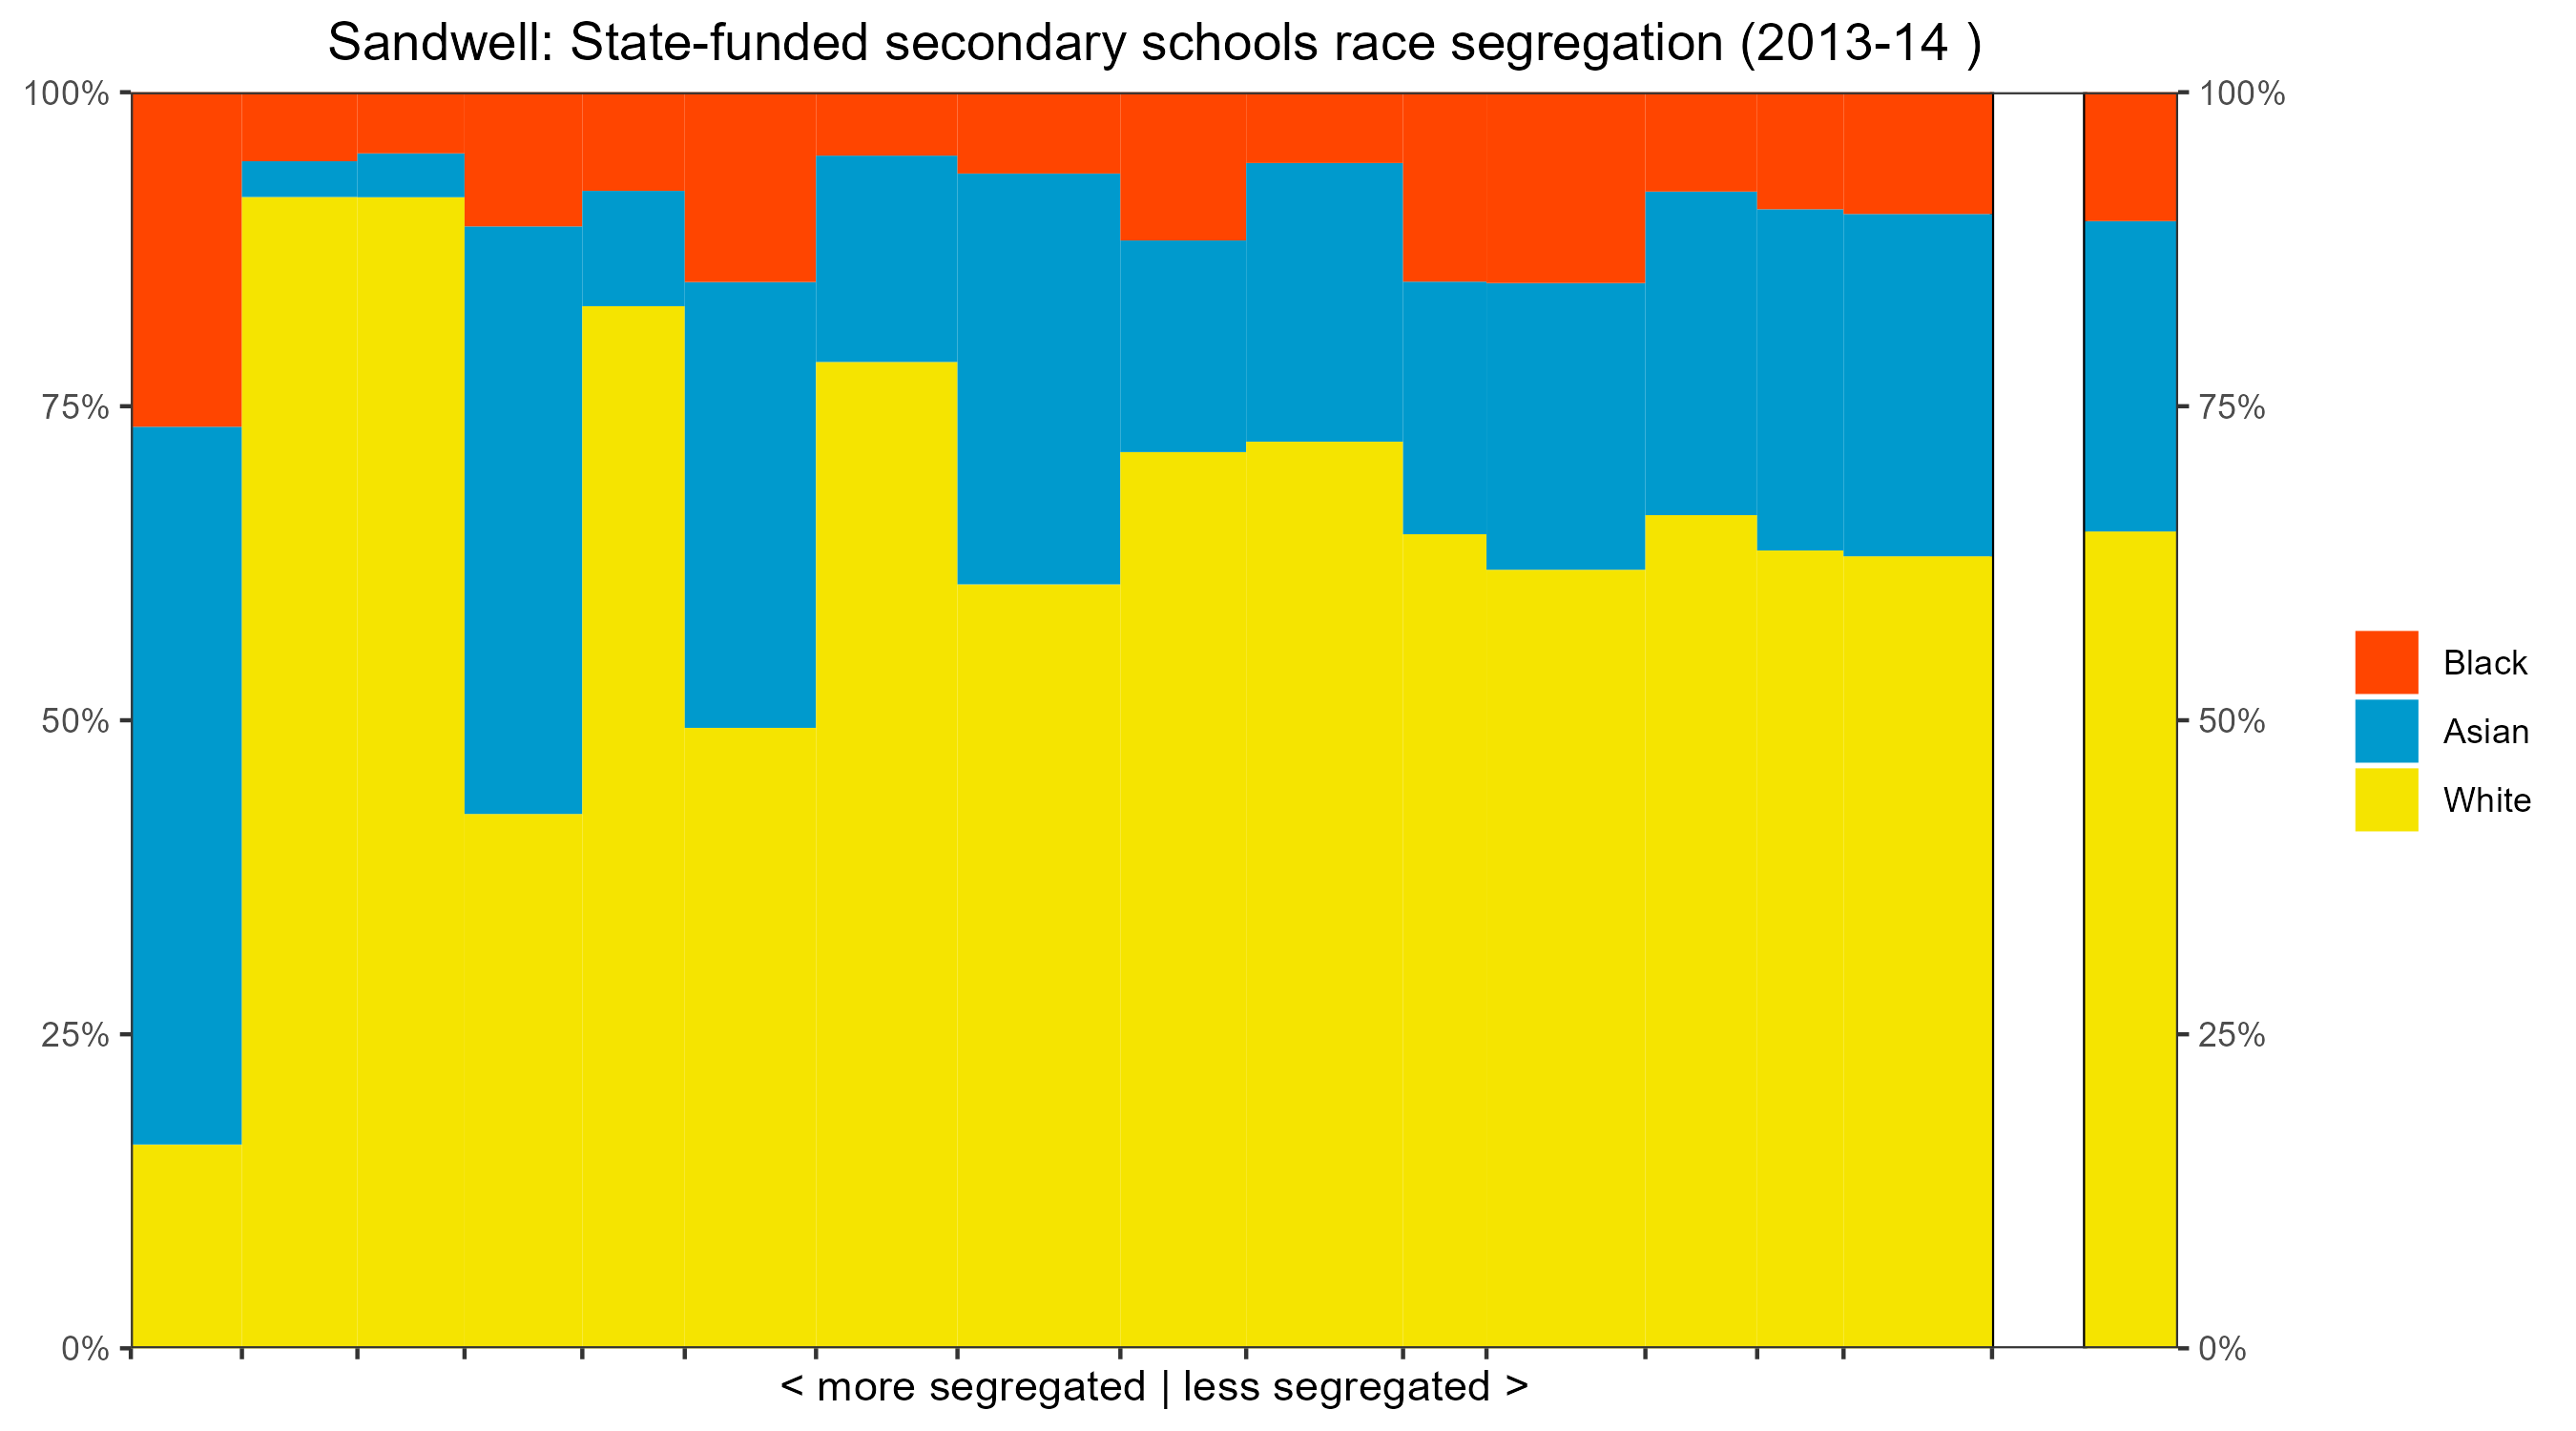 Sandwell: State-funded secondary schools race segregation (2013-14 )
100%
100%
75%
75%
50%
50%
25%
25%
0%
0%
Black
Asian
White
< more segregated | less segregated >